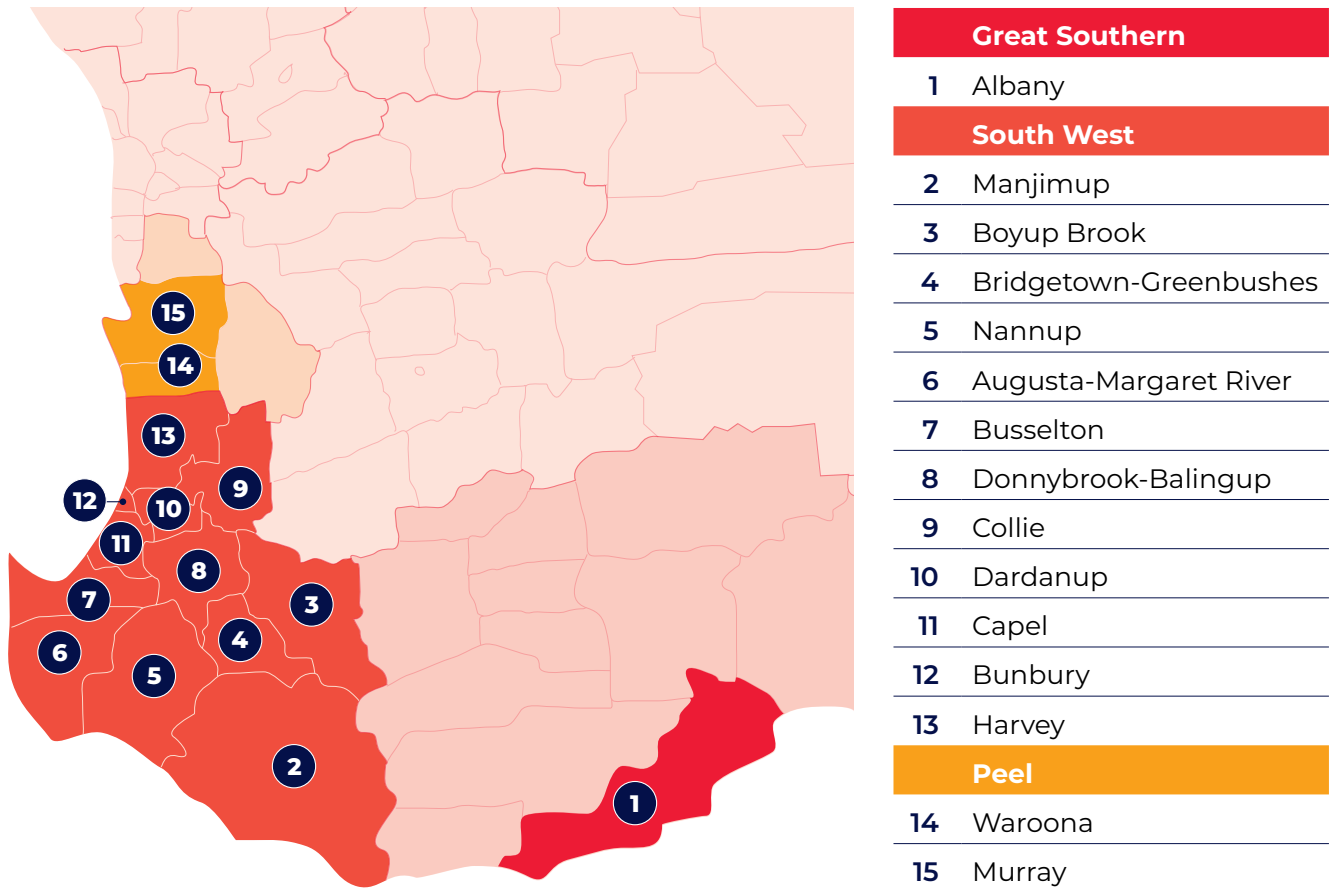 15
14
13
12
10
9
11
8
7
3
4
6
5
2
1
Great Southern
1 Albany
South West
2 Manjimup
3 Boyup Brook
4 Bridgetown-Greenbushes
5 Nannup
6 Augusta-Margaret River
7 Busselton
8 Donnybrook-Balingup
9 Collie
10 Dardanup
11 Capel
12 Bunbury
13 Harvey
Peel
14 Waroona
15 Murray